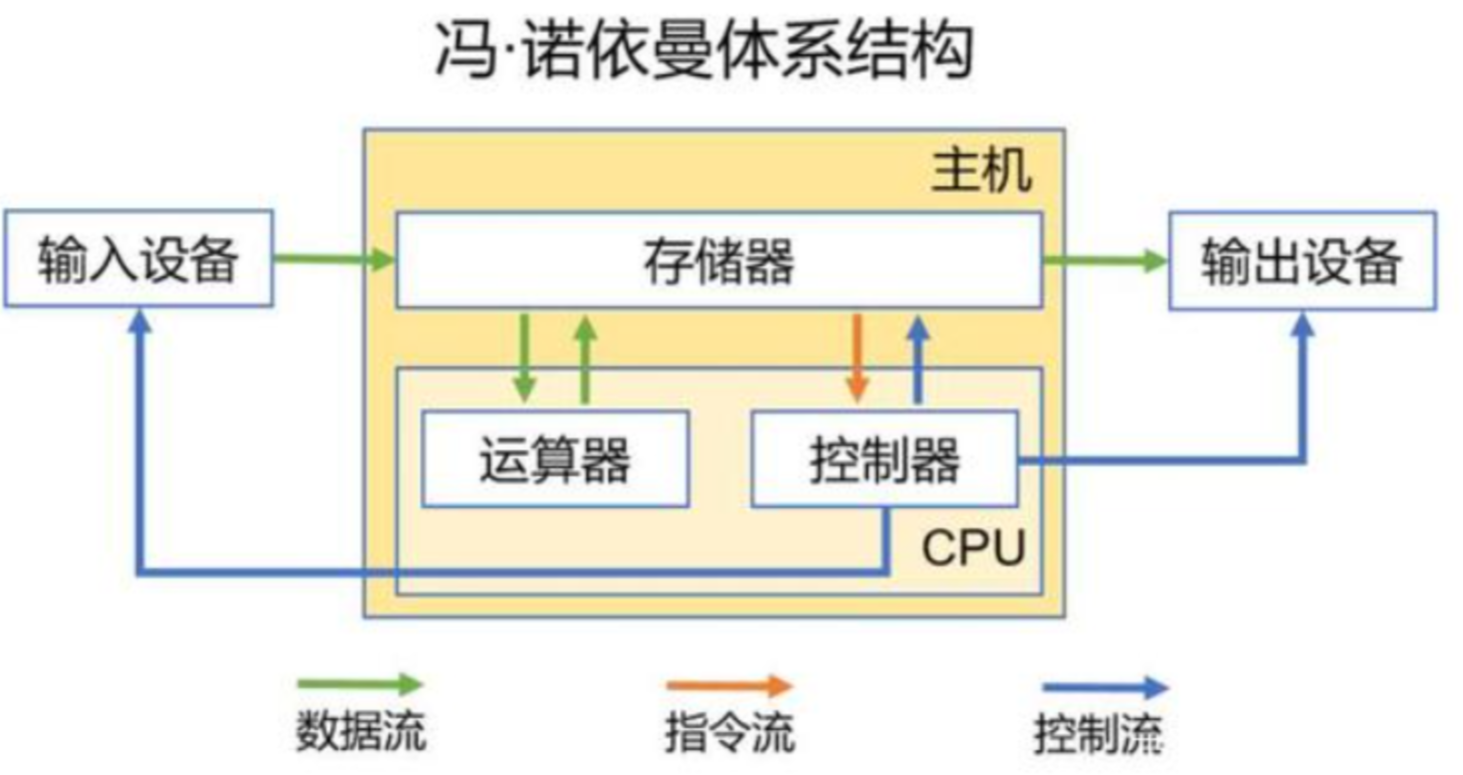 冯·诺依曼体系结构
主机
输入设备
存储器
输出设备
运算器
控制器
CPU
数据流
指令流
控制流